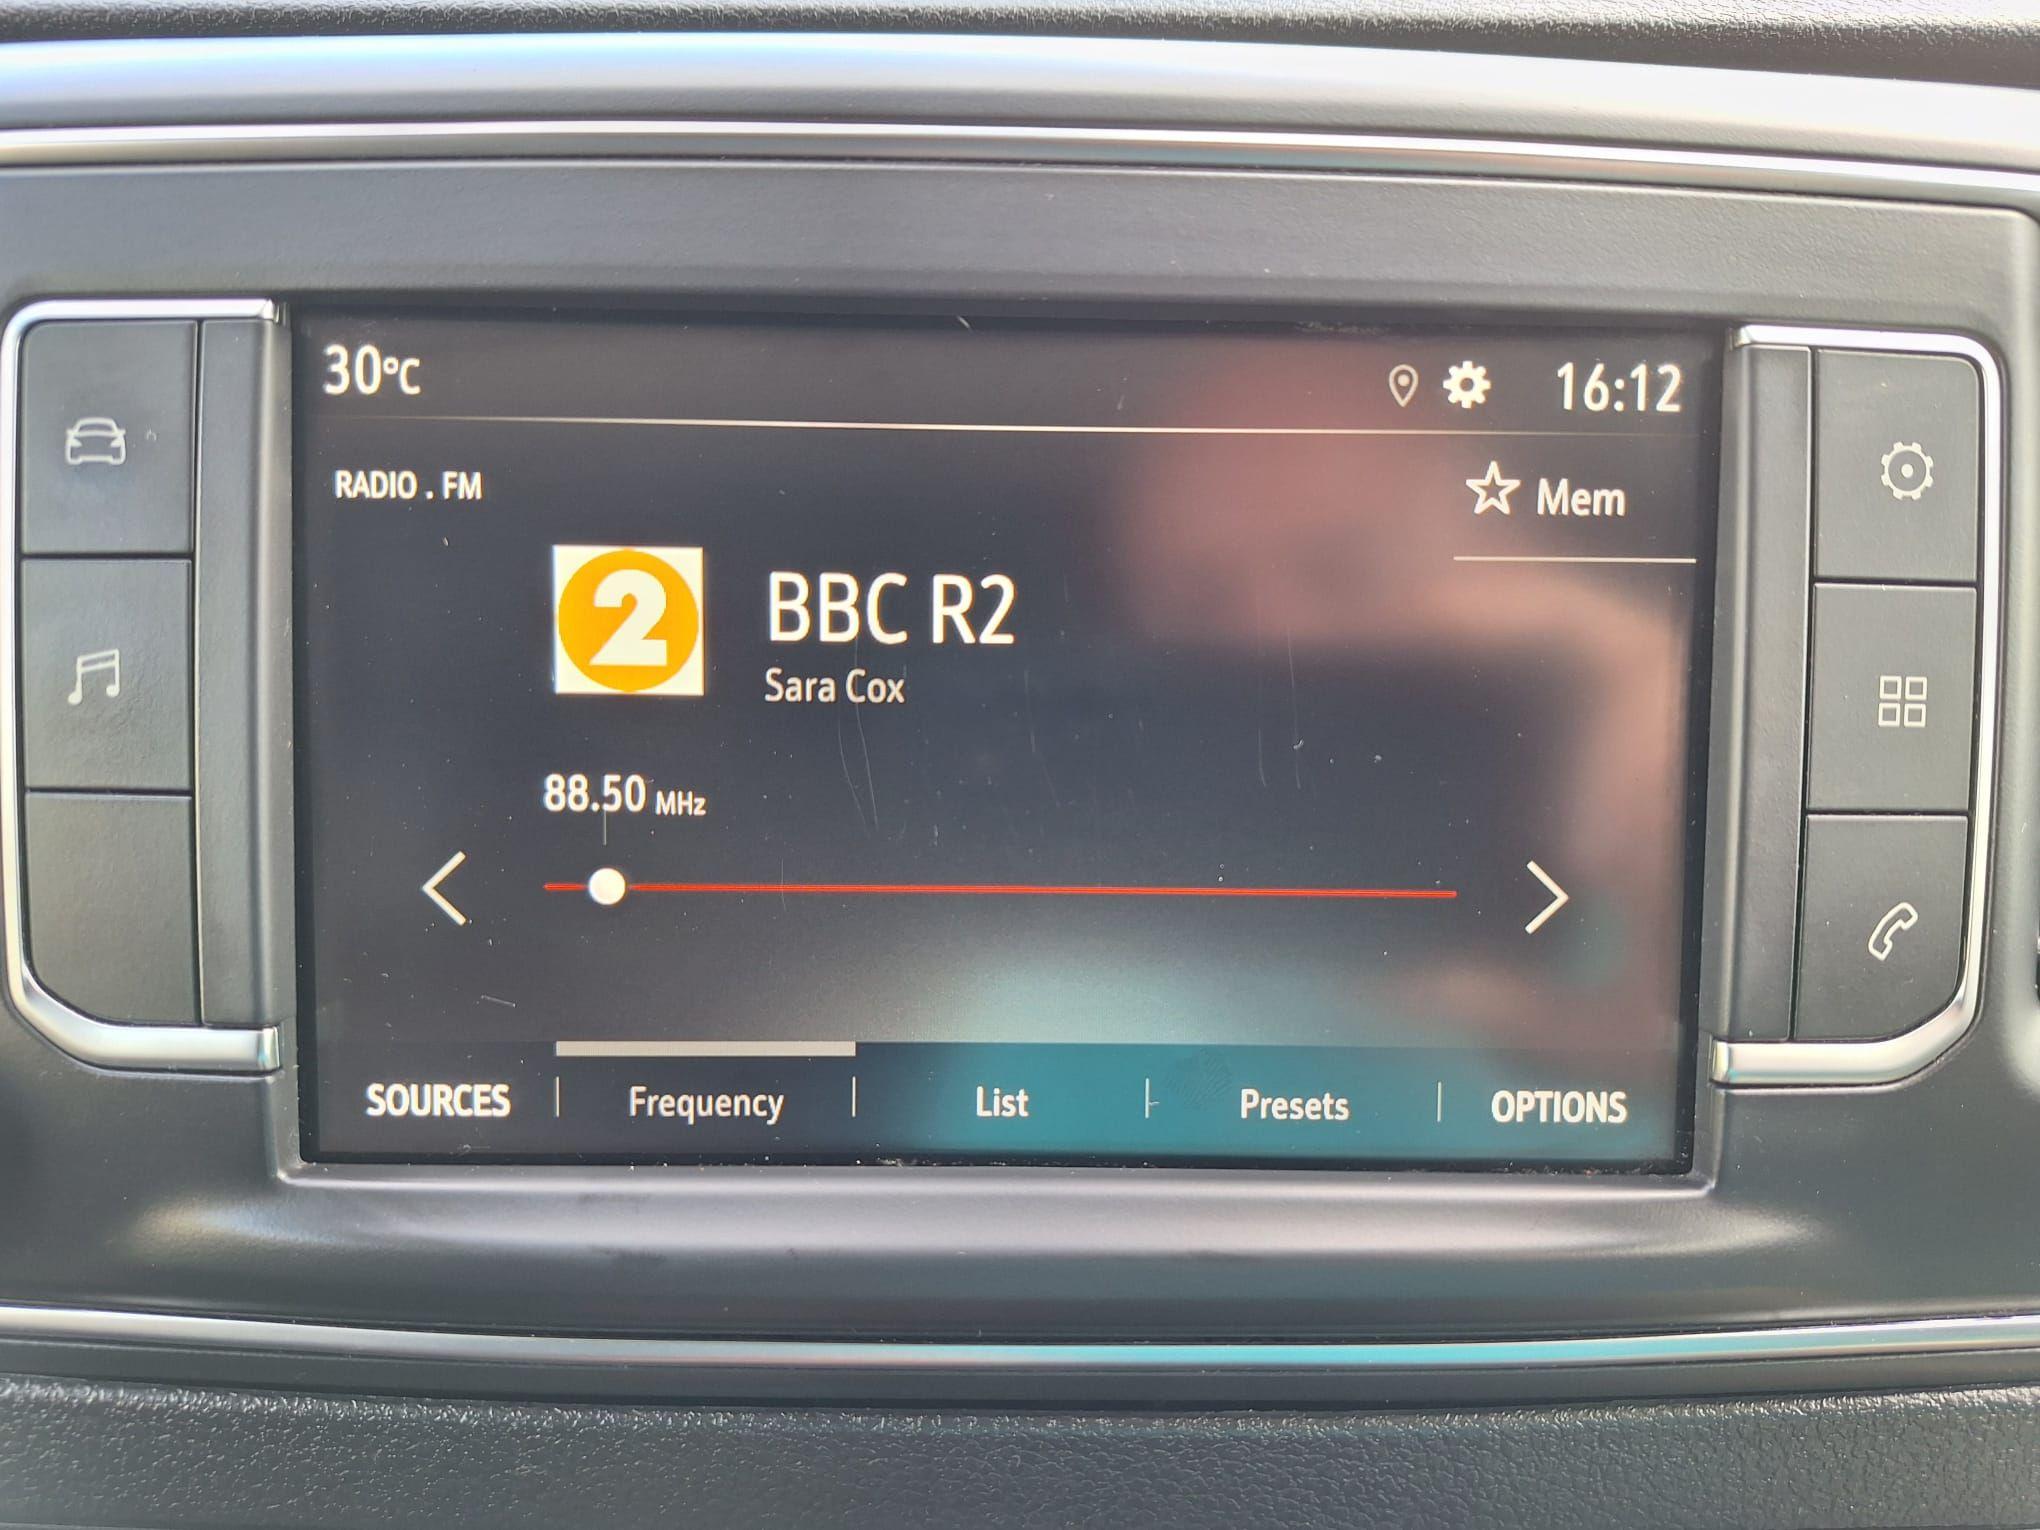 30°C 16:12
RADIO . FM
Mem
2
BBC R2
Sara Cox
88.50 MHz
SOURCES Frequency List Presets OPTIONS